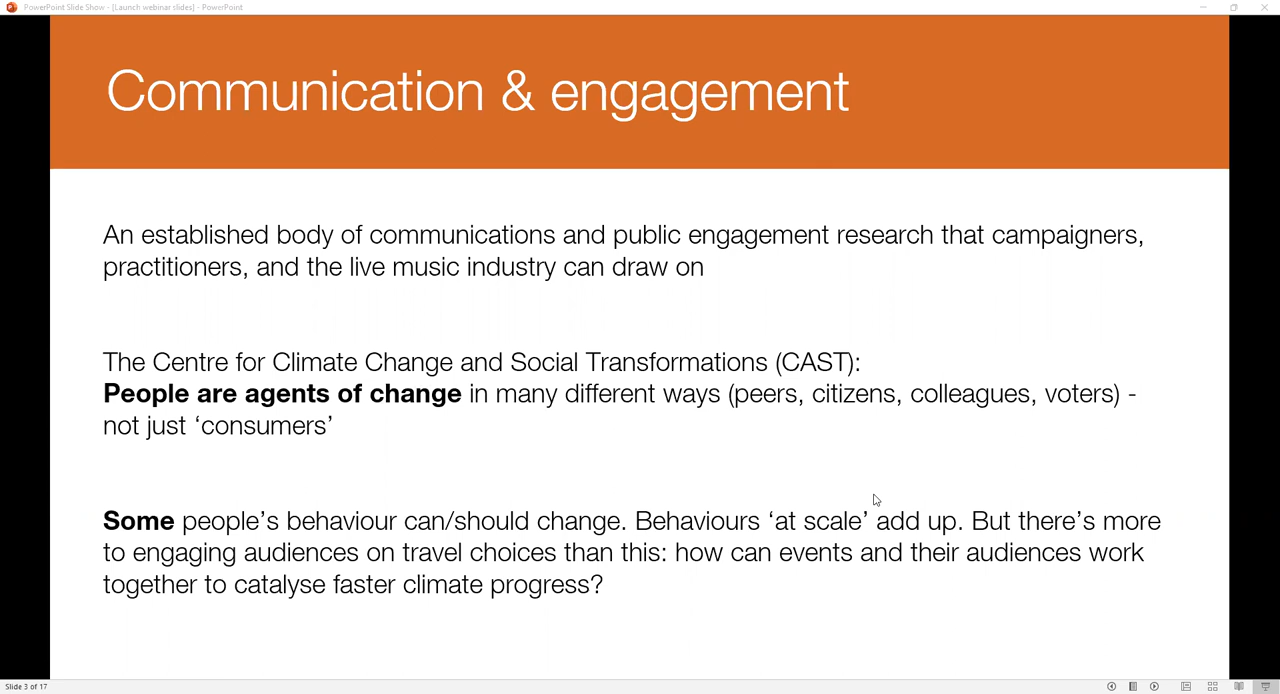 PowerPoint Slide Show - [Launch webinar slides] - PowerPoint
Communication & engagement
An established body of communications and public engagement research that campaigners,
practitioners, and the live music industry can draw on
The Centre for Climate Change and Social Transformations (CAST):
People are agents of change in many different ways (peers, citizens, colleagues, voters) -
not just ‘consumers’
Some people’s behaviour can/should change. Behaviours ‘at scale’ add up. But there’s more
to engaging audiences on travel choices than this: how can events and their audiences work
together to catalyse faster climate progress?
Slide 3 of 17